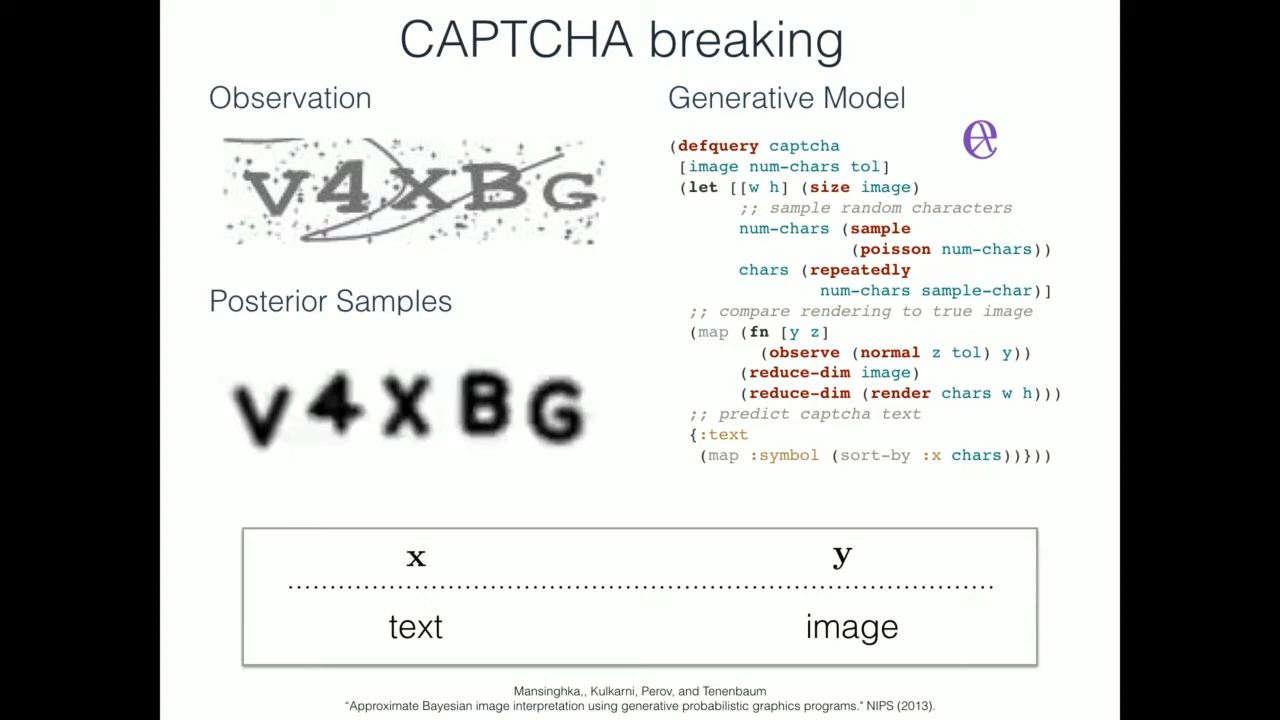 CAPTCHA breaking
Observation
V4XBG
Posterior Samples
V4XBG
Generative Model
(defquery captcha
[image num-chars tol]
(let [[w h] (size image)
;; sample random characters
num-chars (sample
(poisson num-chars))
chars (repeatedly
num-chars sample-char)]
;; compare rendering to true image
(map (fn [y z]
(observe (normal z tol) y))
(reduce-dim image)
(reduce-dim (render chars w h)))
;; predict captcha text
{:text
(map :symbol (sort-by :x chars))}))
x y
text image
Mansinghka,, Kulkarni, Perov, and Tenenbaum
“Approximate Bayesian image interpretation using generative probabilistic graphics programs." NIPS (2013).